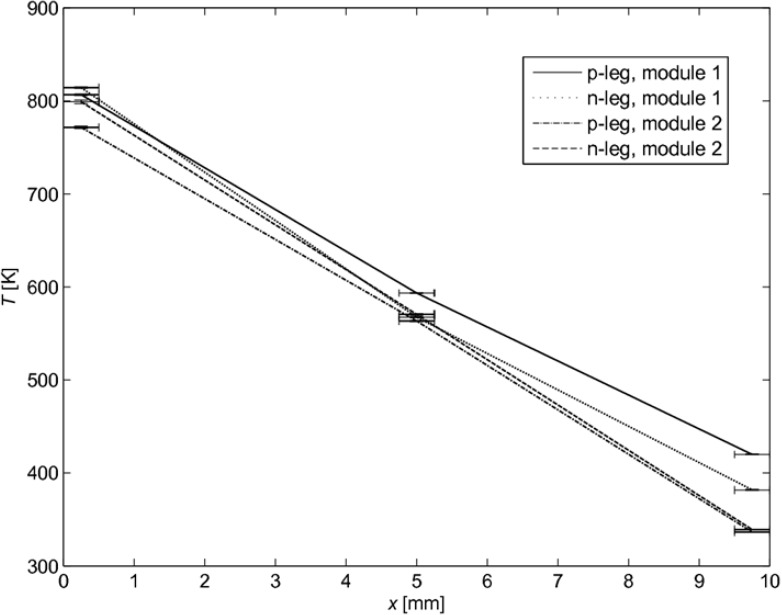 900
800
700
600
500
400
300
T [K]
p-leg, module 1
n-leg, module 1
p-leg, module 2
n-leg, module 2
0 1 2 3 4 5 6 7 8 9 10
x [mm]